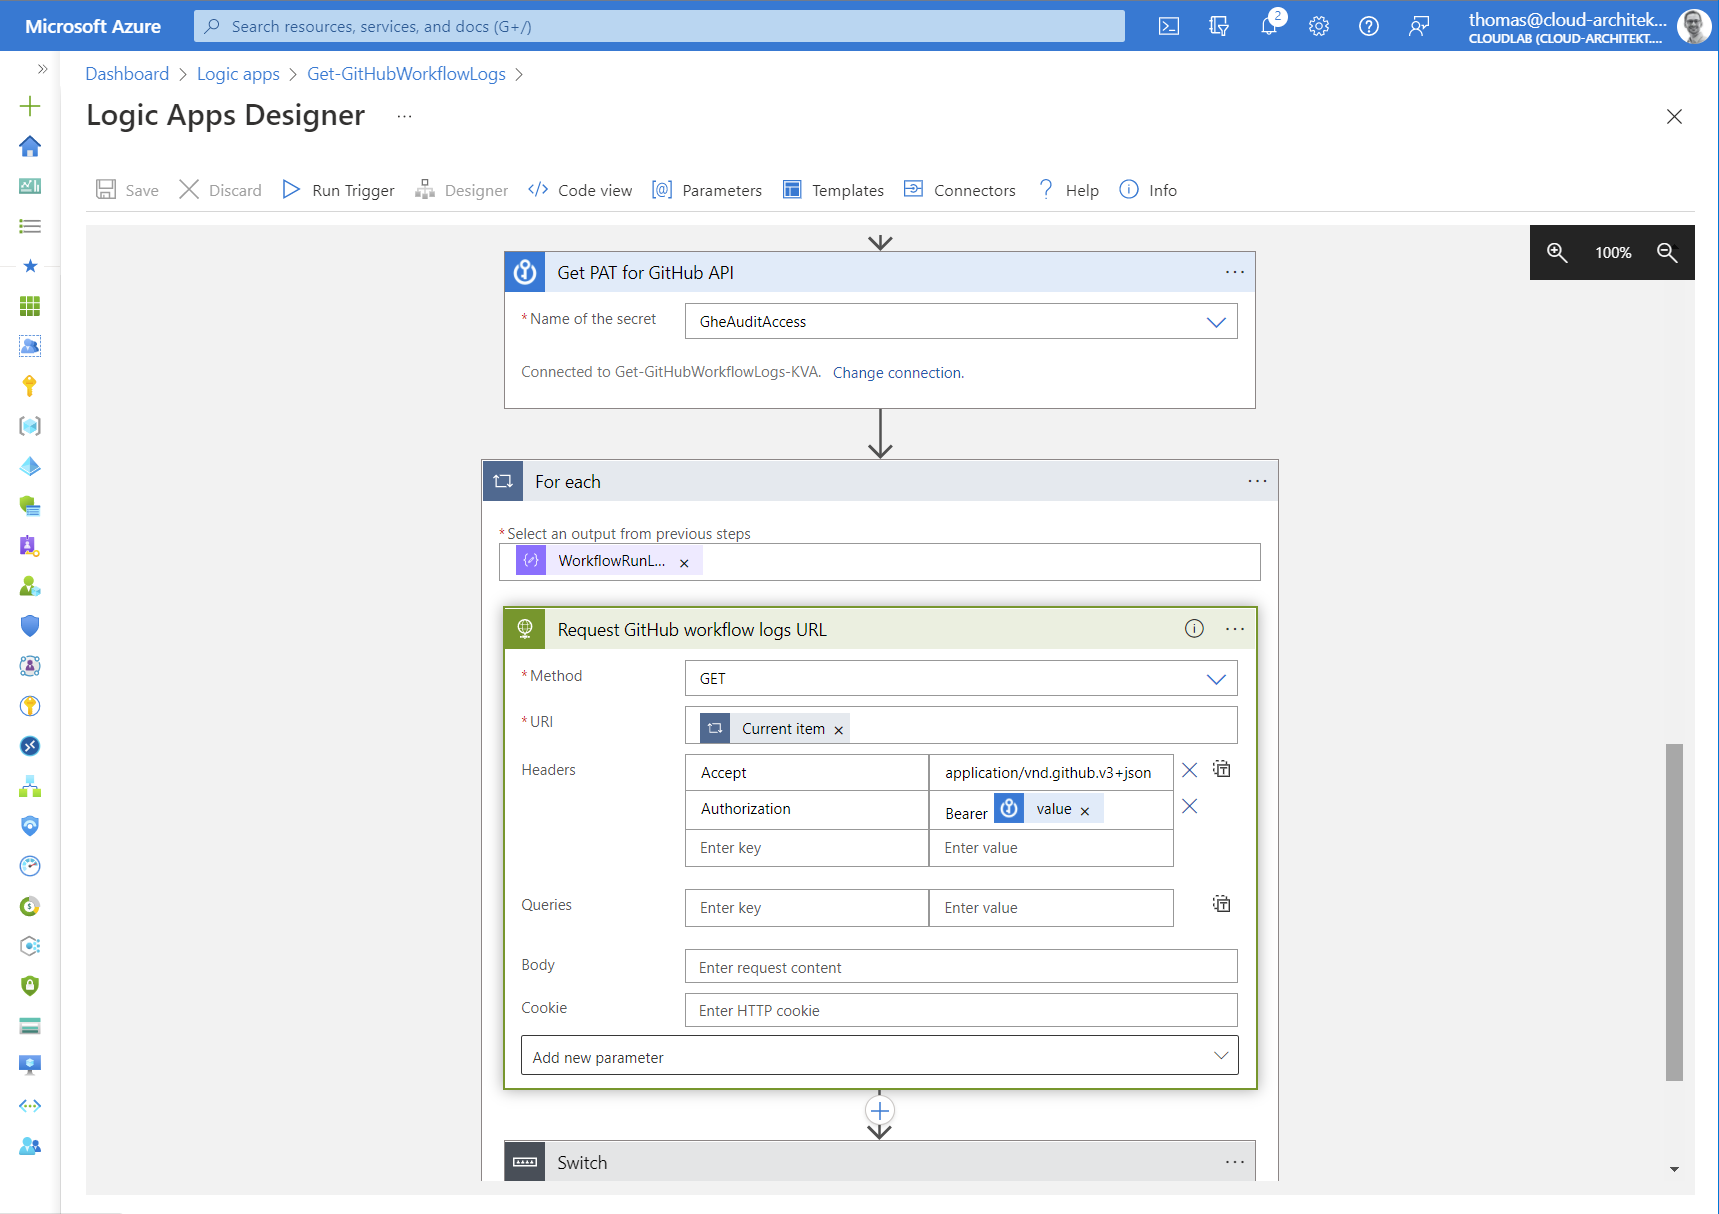 Microsoft Azure
Search resources, services, and docs (G+/)
2
thomas@cloud-architek...
CLOUDLAB (CLOUD-ARCHITEKT....
Dashboard > Logic apps > Get-GitHubWorkflowLogs >
Logic Apps Designer ...
Save Discard Run Trigger Designer Code view Parameters Templates Connectors Help Info
100%
Get PAT for GitHub API
* Name of the secret
GheAuditAccess
Connected to Get-GitHubWorkflowLogs-KVA. Change connection.
For each
* Select an output from previous steps
WorkflowRunL...
Request GitHub workflow logs URL
* Method
GET
* URI
Current item
Headers
Accept
application/vnd.github.v3+json
Authorization
Bearer value
Enter key
Enter value
Queries
Enter key
Enter value
Body
Enter request content
Cookie
Enter HTTP cookie
Add new parameter
Switch